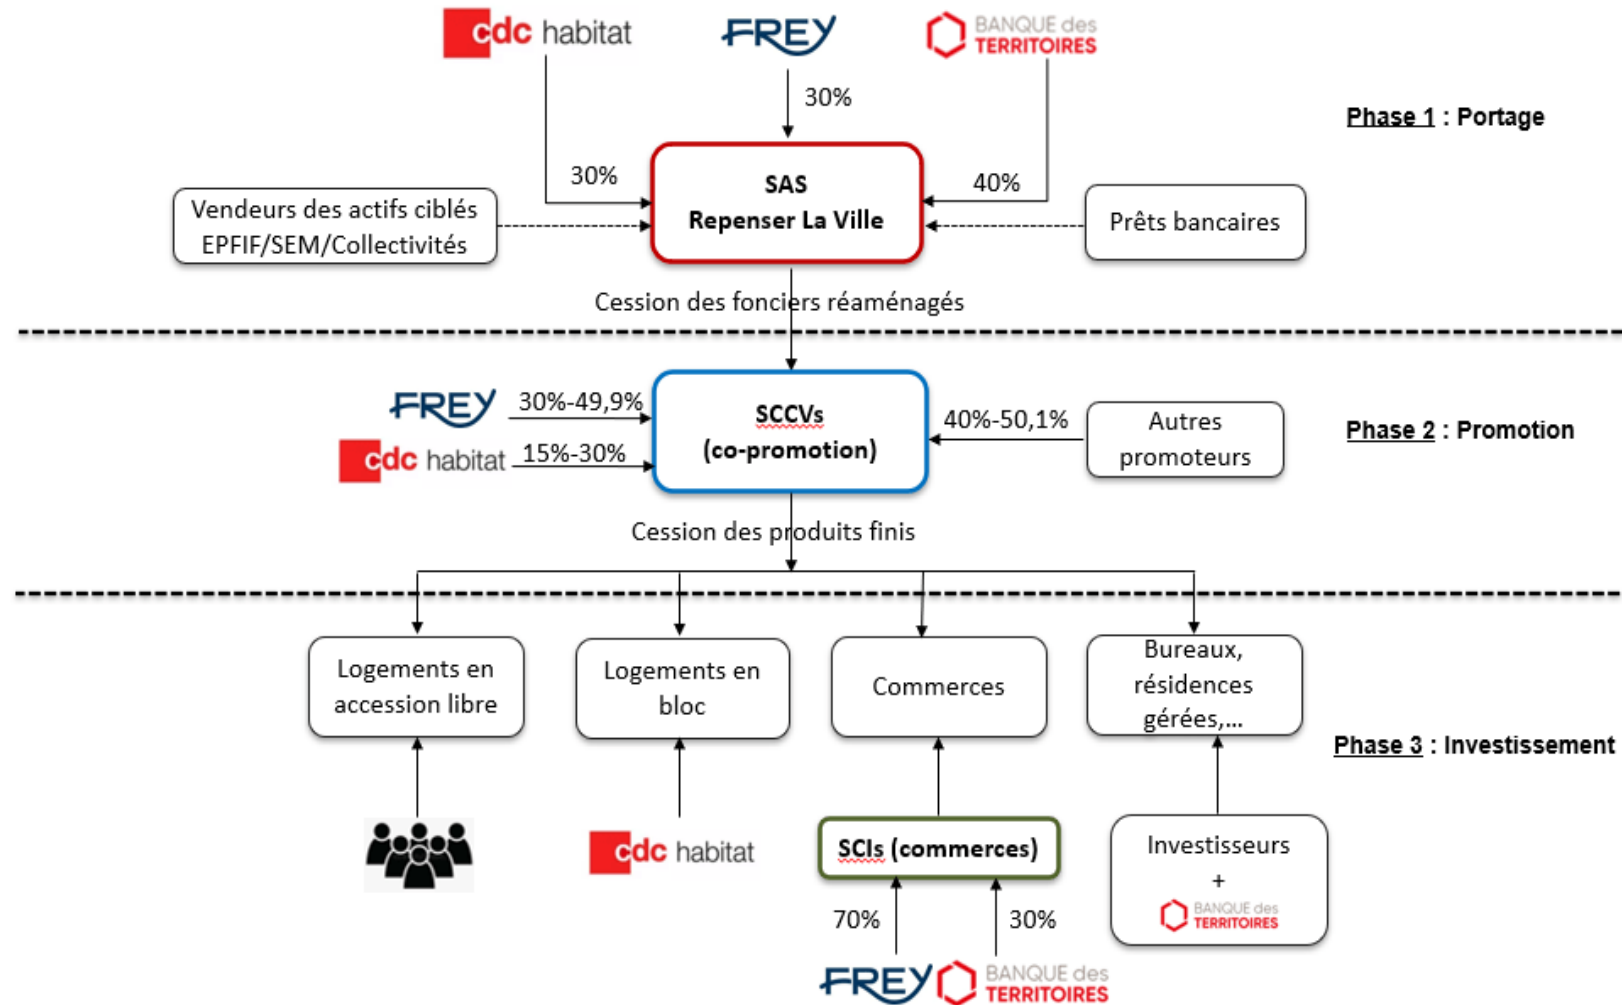 cdc habitat
FREY
BANQUE des
TERRITOIRES
30%
Phase 1 : Portage
30%
40%
SAS
Repenser La Ville
Vendeurs des actifs ciblés
EPFIF/SEM/Collectivités
Prêts bancaires
Cession des fonciers réaménagés
FREY
30%-49,9%
cdc habitat
15%-30%
SCCVs
(co-promotion)
40%-50,1%
Autres
promoteurs
Phase 2 : Promotion
Cession des produits finis
Logements en
accession libre
Logements en
bloc
Commerces
Bureaux,
résidences
gérées,...
Phase 3 : Investissement
cdc habitat
SCIs (commerces)
Investisseurs
+
BANQUE des
TERRITOIRES
70%
30%
FREY
BANQUE des
TERRITOIRES